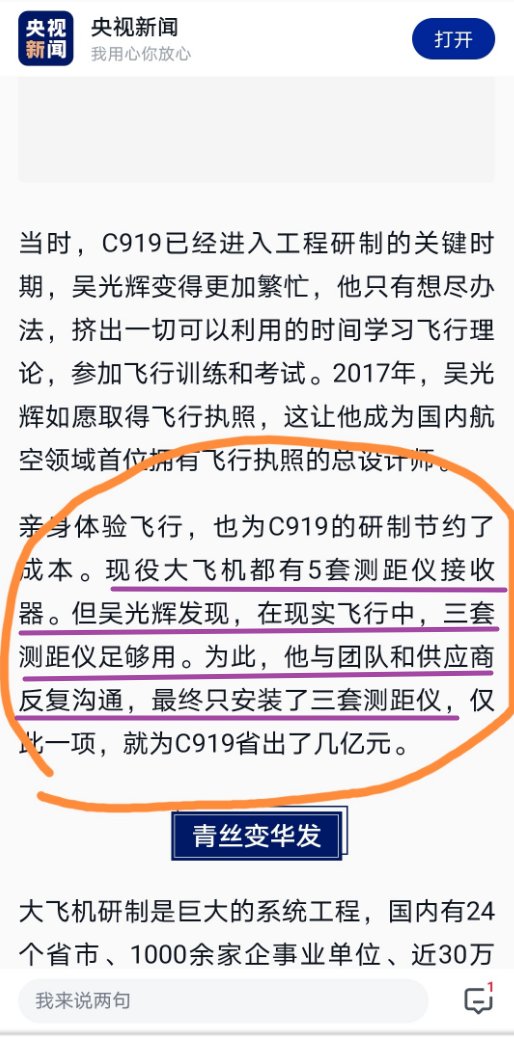 央视新闻
央视新闻
我用心你放心
打开
当时，C919已经进入工程研制的关键时
期，吴光辉变得更加繁忙，他只有想尽办
法，挤出一切可以利用的时间学习飞行理
论，参加飞行训练和考试。2017年，吴光
辉如愿取得飞行执照，这让他成为国内航
空领域首位拥有飞行执照的总设计师。
亲身体验飞行，也为C919的研制节约了
成本。现役大飞机都有5套测距仪接收
器。但吴光辉发现，在现实飞行中，三套
测距仪足够用。为此，他与团队和供应商
反复沟通，最终只安装了三套测距仪，仅
此一项，就为C919省出了几亿元。
青丝变华发
大飞机研制是巨大的系统工程，国内有24
个省市、1000余家企事业单位、近30万
我来说两句
1